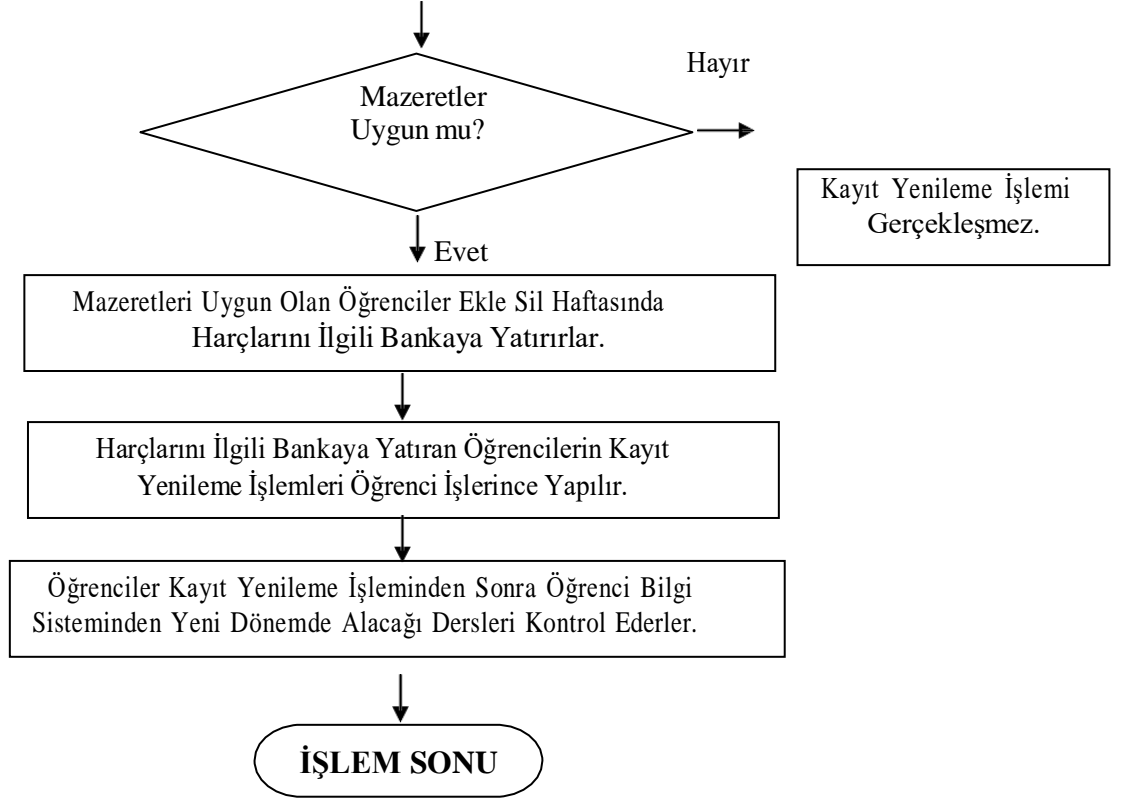 Hayır
Mazeretler
Uygun mu?
Kayıt Yenileme İşlemi
Gerçekleşmez.
Evet
Mazeretleri Uygun Olan Öğrenciler Ekle Sil Haftasında
Harçlarını İlgili Bankaya Yatırırlar.
Harçlarını İlgili Bankaya Yatıran Öğrencilerin Kayıt
Yenileme İşlemleri Öğrenci İşlerince Yapılır.
Öğrenciler Kayıt Yenileme İşleminden Sonra Öğrenci Bilgi
Sisteminden Yeni Dönemde Alacağı Dersleri Kontrol Ederler.
İŞLEM SONU